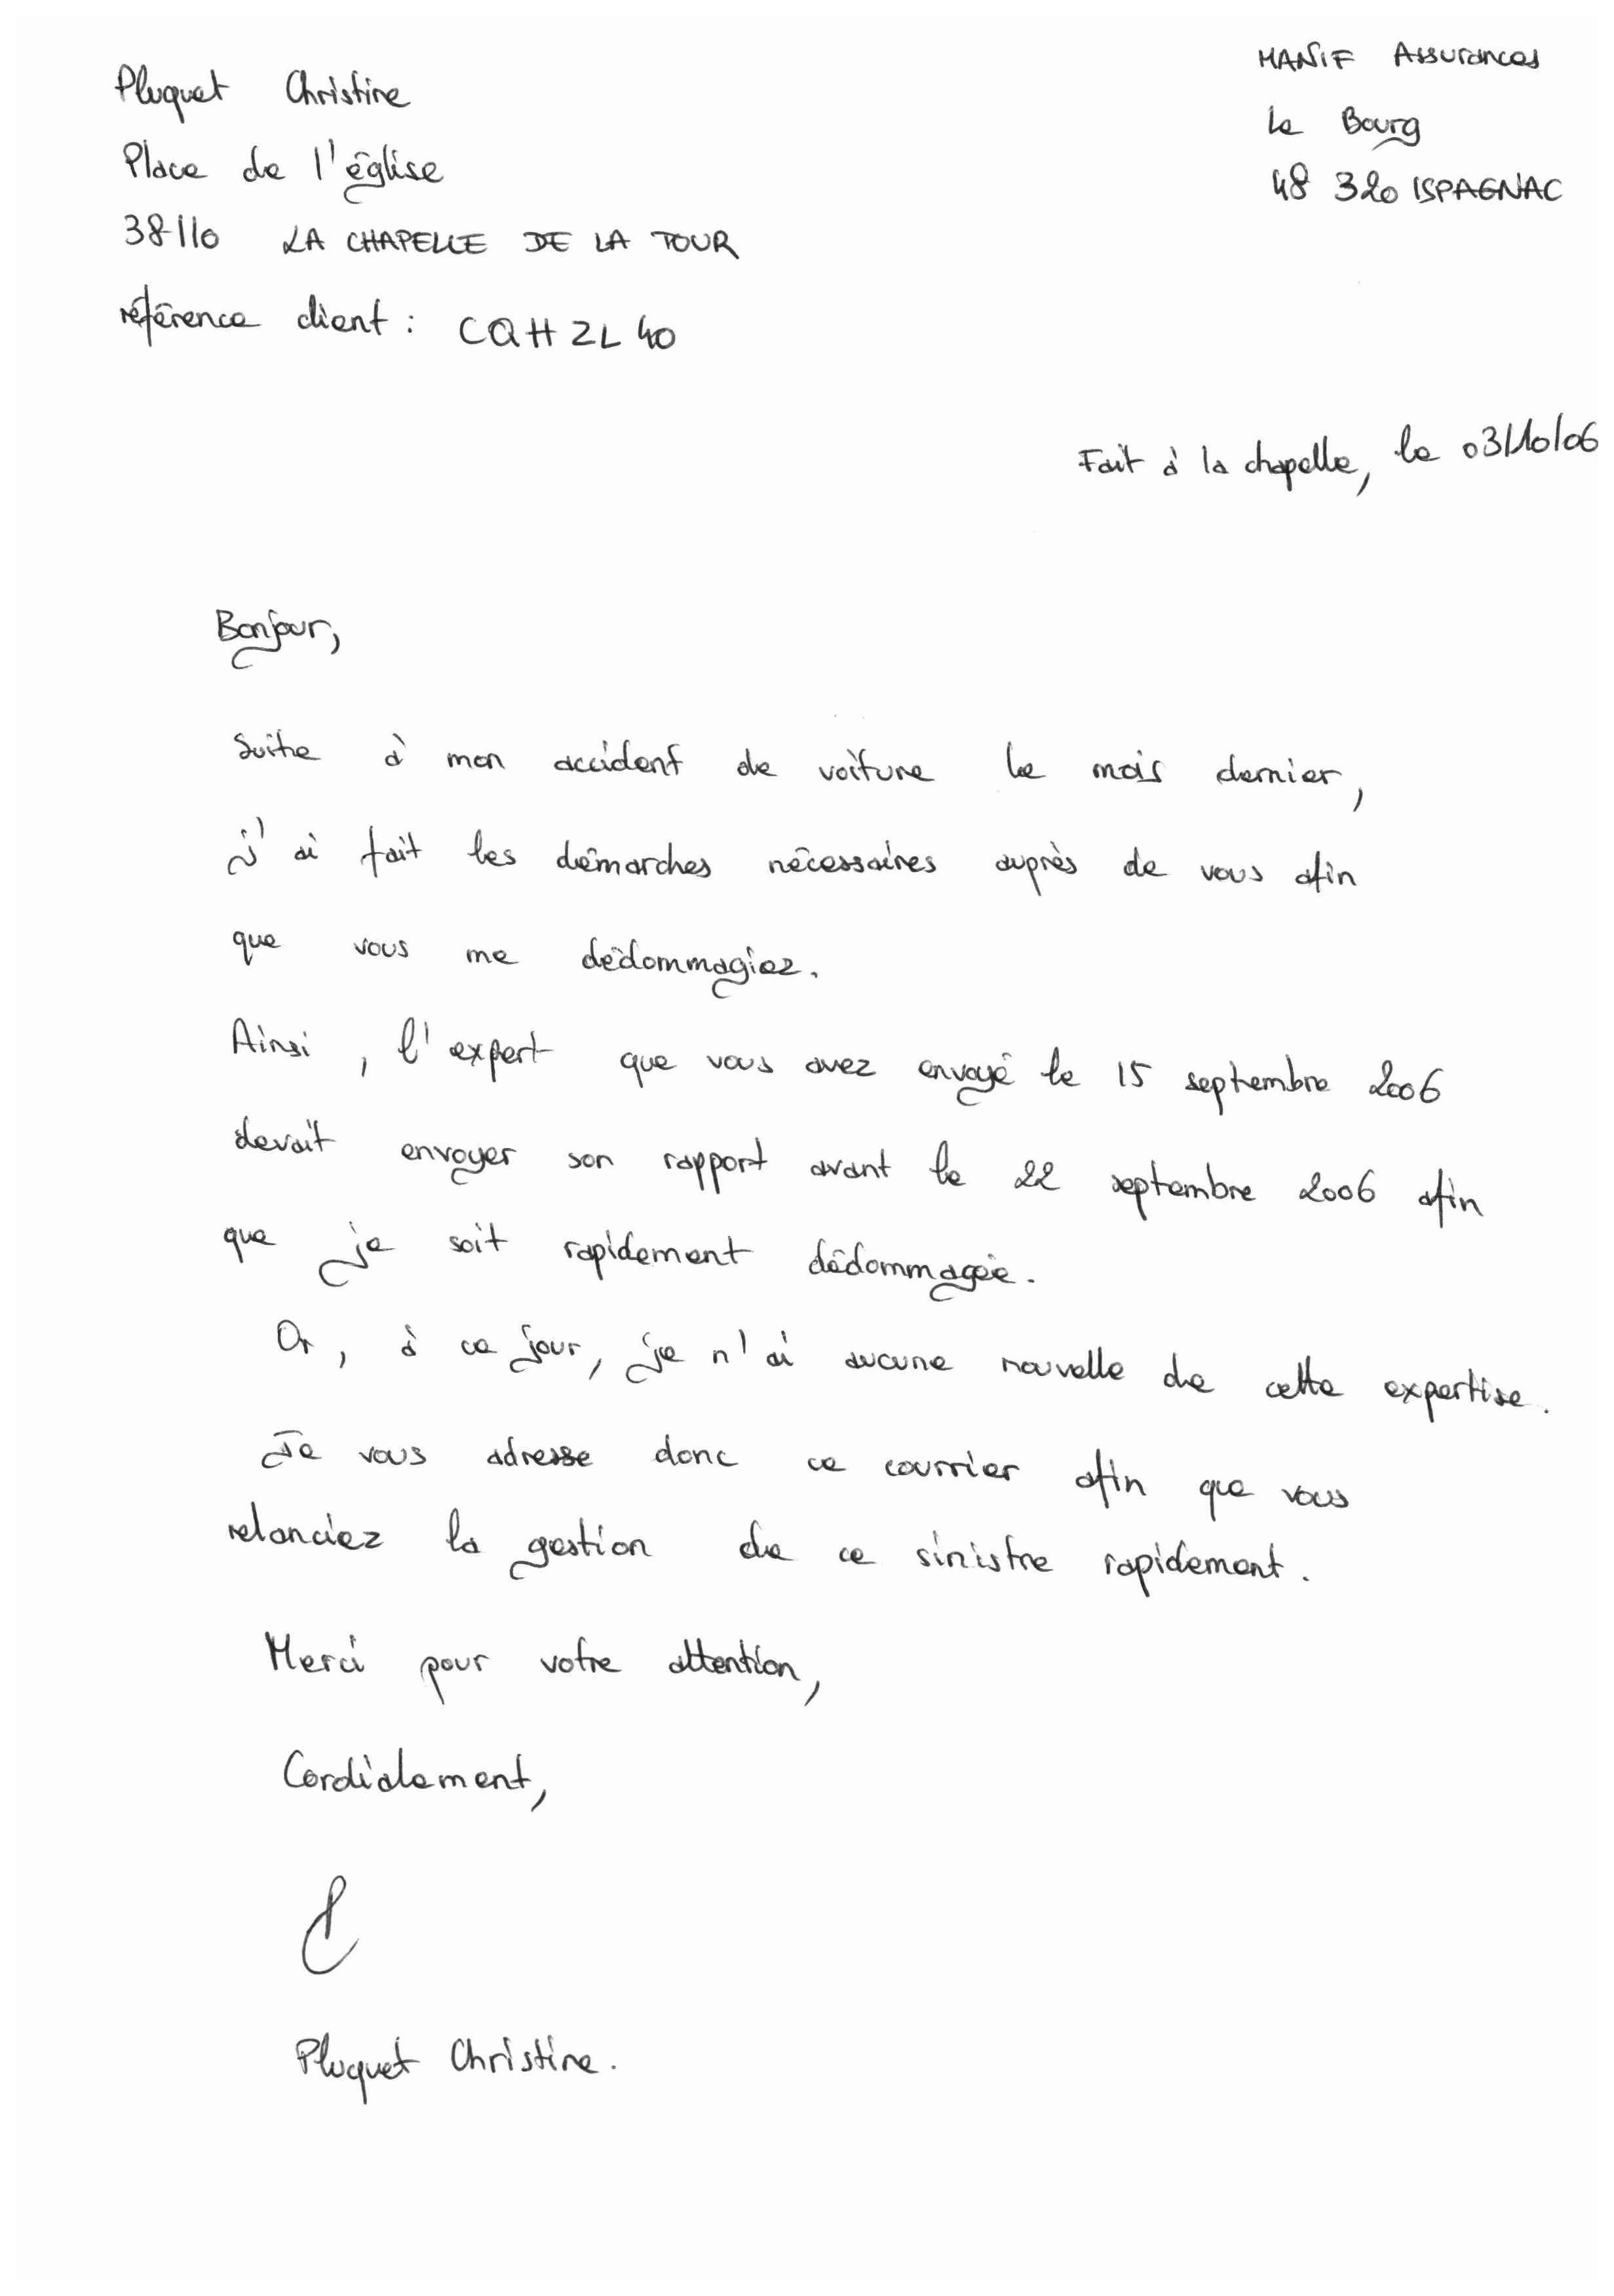 Pluquet Christine
Place de l'église
38110 LA CHAPELLE DE LA TOUR
référence client : CQHZL40
MANIF Assurances
Le Bourg
48 320 ISPAGNAC
Fait à la chapelle, le 03/10/06
Bonjour,
Suite à mon accident de voiture le mois dernier,
j'ai fait les démarches nécessaires auprès de vous afin
que vous me dédommagiez.
Ainsi, l'expert que vous avez envoyé le 15 septembre 2006
devait envoyer son rapport avant le 22 septembre 2006 afin
que je soit rapidement dédommagée.
Or, à ce jour, je n'ai aucune nouvelle de cette expertise.
Je vous adresse donc ce courrier afin que vous
relanciez la gestion de ce sinistre rapidement.
Merci pour votre attention,
Cordialement,
Pluquet Christine.